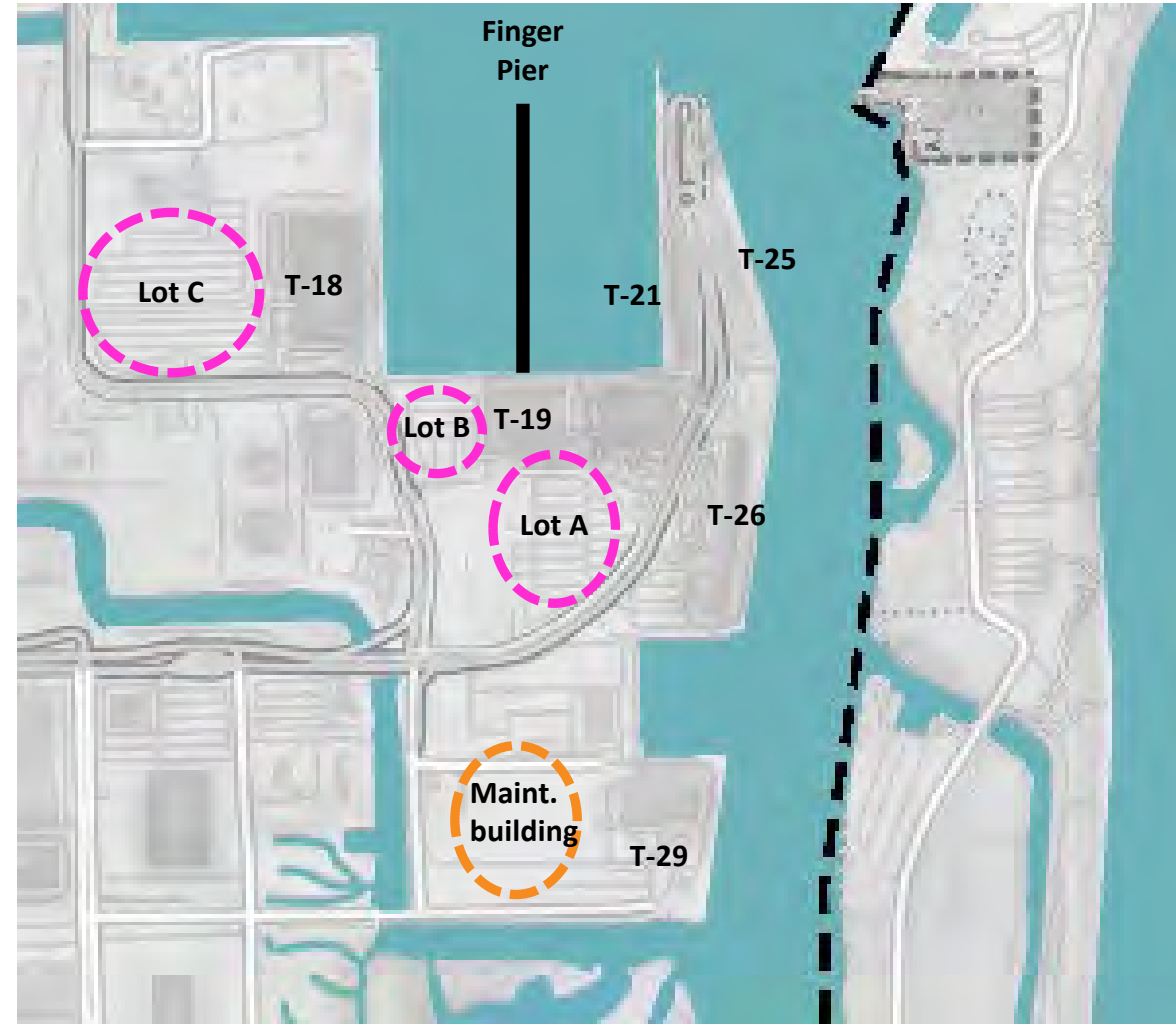 Finger
Pier
T-25
Lot C
T-18
T-21
Lot B
T-19
Lot A
T-26
Maint.
building
T-29